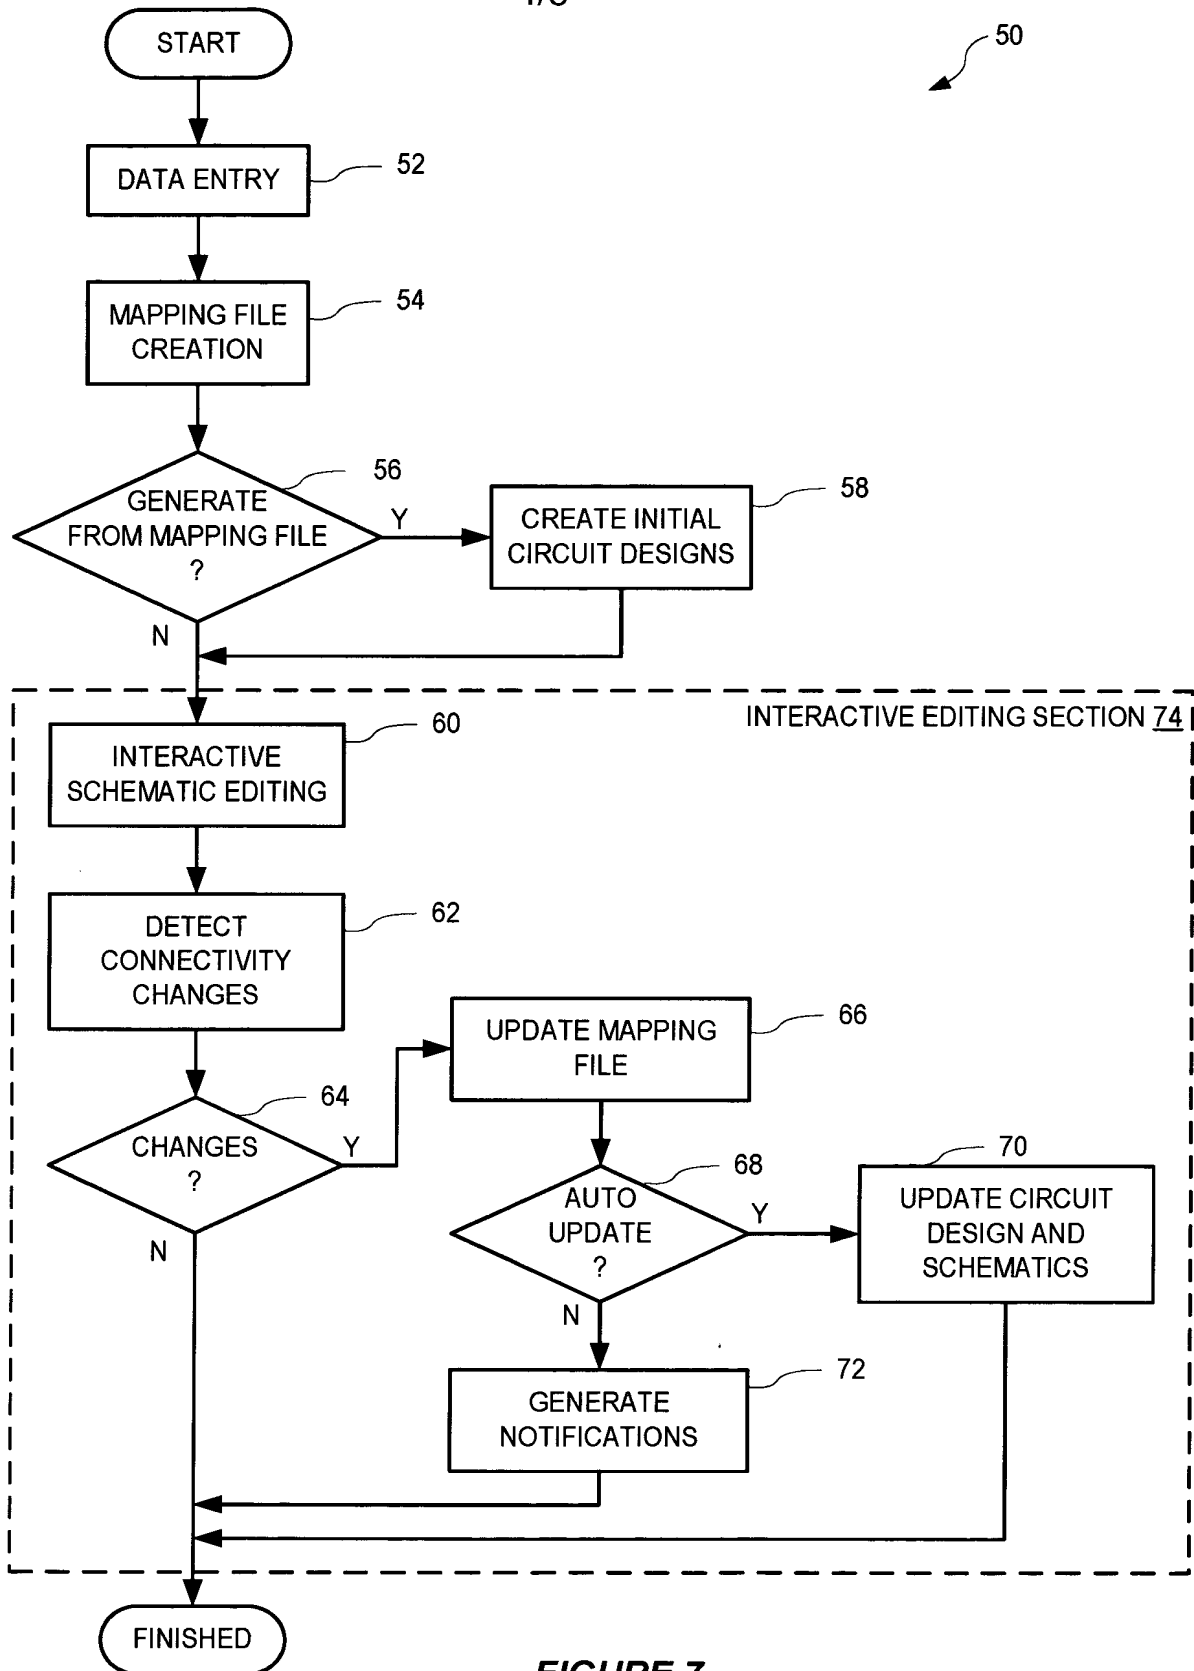 START
50
DATA ENTRY
52
MAPPING FILE
CREATION
54
GENERATE
FROM MAPPING FILE
?
56
Y
CREATE INITIAL
CIRCUIT DESIGNS
58
N
INTERACTIVE EDITING SECTION 74
INTERACTIVE
SCHEMATIC EDITING
60
DETECT
CONNECTIVITY
CHANGES
62
CHANGES
?
64
Y
UPDATE MAPPING
FILE
66
AUTO
UPDATE
?
68
Y
70
UPDATE CIRCUIT
DESIGN AND
SCHEMATICS
N
N
GENERATE
NOTIFICATIONS
72
FINISHED